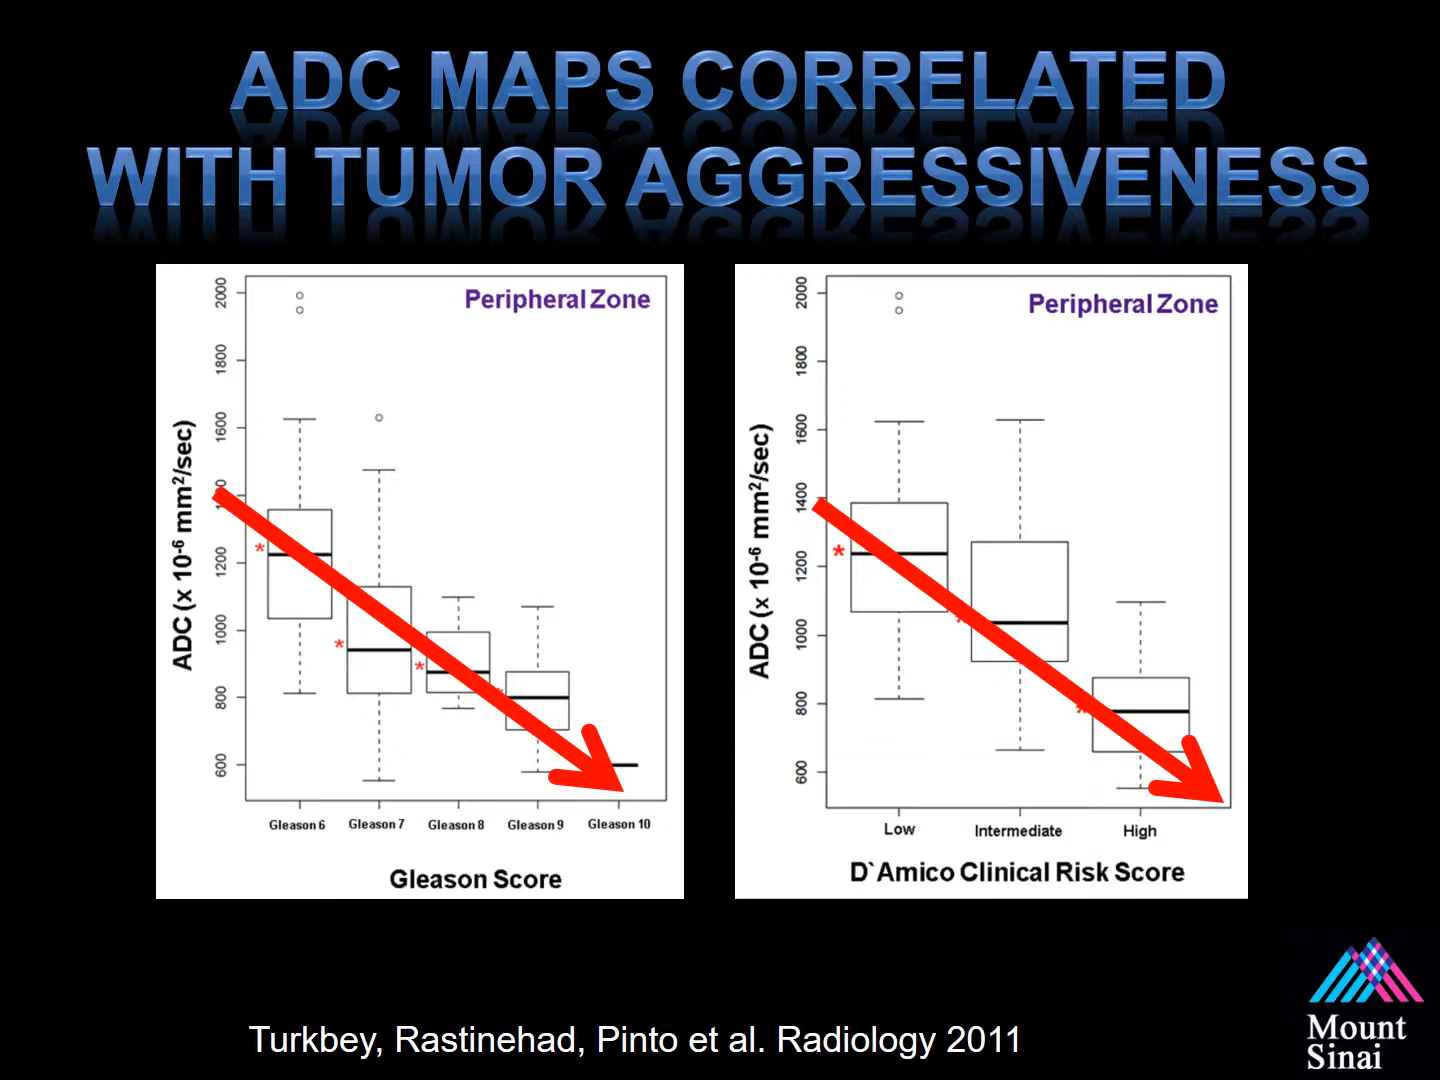 ADC MAPS CORRELATED
WITH TUMOR AGGRESSIVENESS
Peripheral Zone
ADC (x 10-6 mm2/sec)
2000
1800
1600
1200
1000
800
600
Gleason 6 Gleason 7 Gleason 8 Gleason 9 Gleason 10
Gleason Score
Peripheral Zone
ADC (x 10-6 mm2/sec)
2000
1800
1600
1400
1200
1000
800
600
Low Intermediate High
D`Amico Clinical Risk Score
Turkbey, Rastinehad, Pinto et al. Radiology 2011
Mount
Sinai